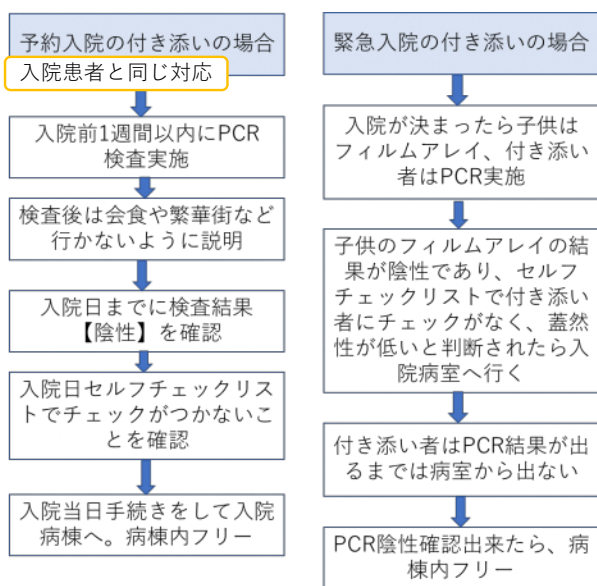 予約入院の付き添いの場合
入院患者と同じ対応
入院前1週間以内にPCR
検査実施
検査後は会食や繁華街など
行かないように説明
入院日までに検査結果
【陰性】を確認
入院日セルフチェックリス
トでチェックがつかないこ
とを確認
入院当日手続きをして入院
病棟へ。病棟内フリー
緊急入院の付き添いの場合
入院が決まったら子供は
フィルムアレイ、付き添い
者はPCR実施
子供のフィルムアレイの結
果が陰性であり、セルフ
チェックリストで付き添い
者にチェックがなく、蓋然
性が低いと判断されたら入
院病室へ行く
付き添い者はPCR結果が出
るまでは病室から出ない
PCR陰性確認出来たら、病
棟内フリー